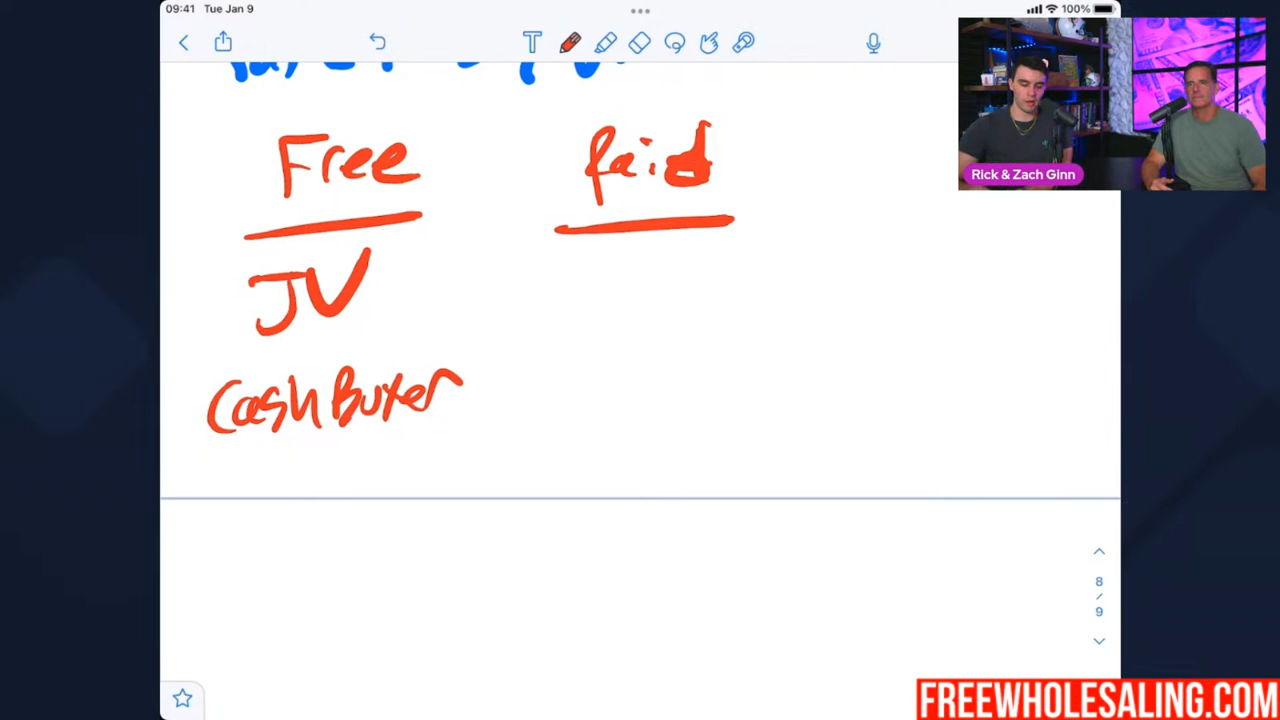 09:41 Tue Jan 9
100%
T
Rick & Zach Ginn
Free
Paid
JV
Cash Buyer
8
9
FREEWHOLESALING.COM